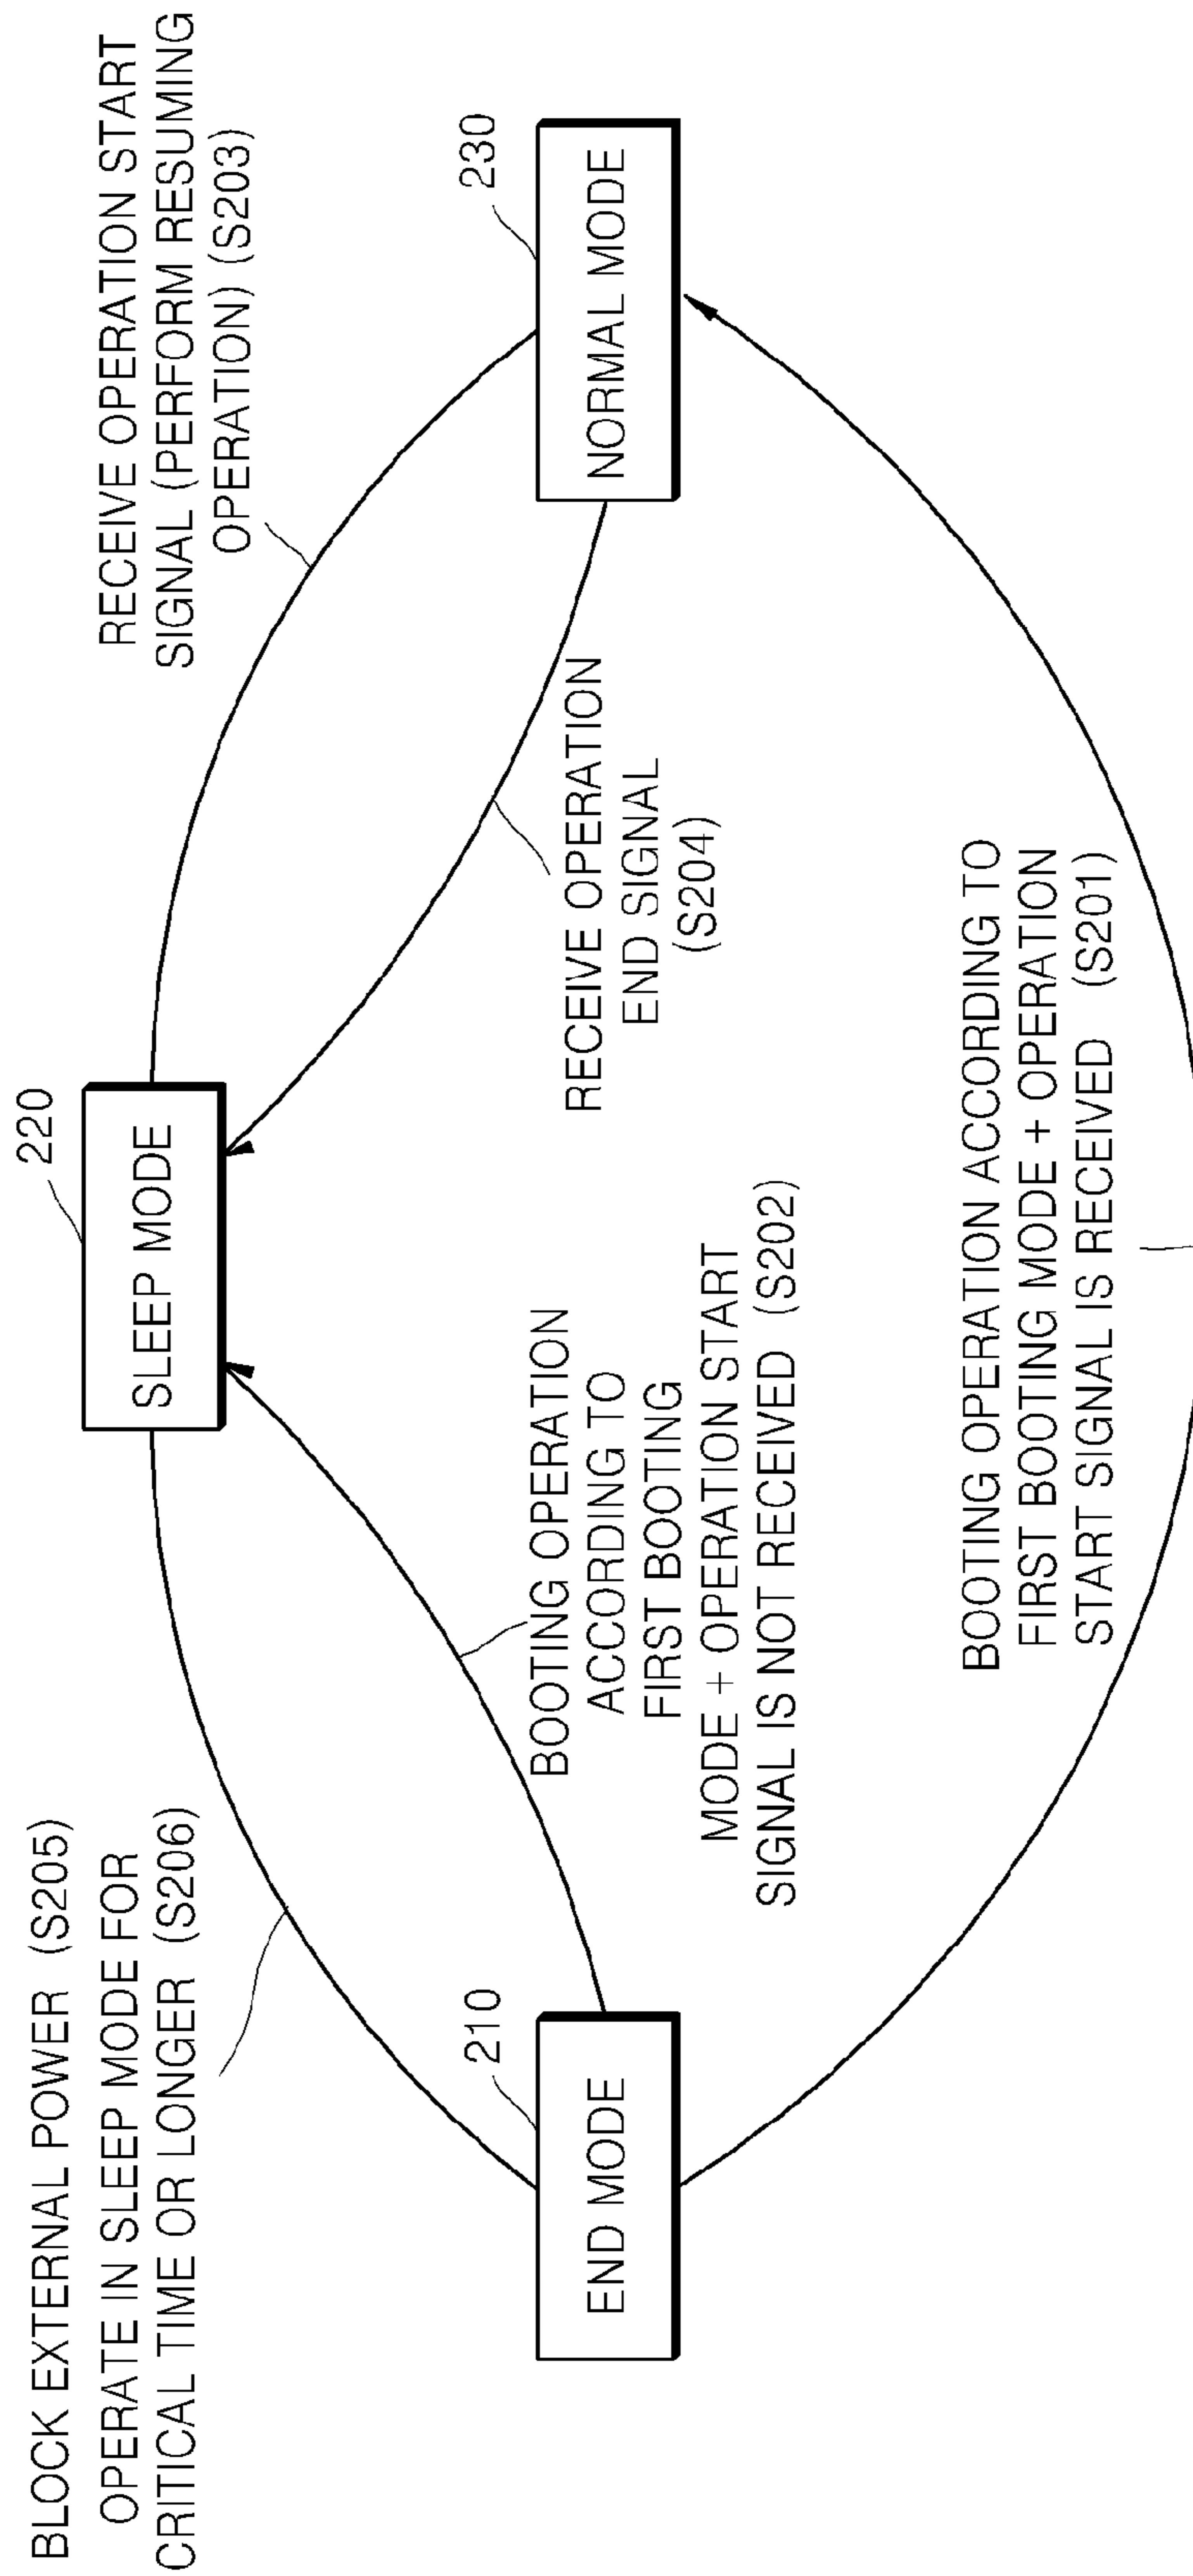 BLOCK EXTERNAL POWER (S205)
OPERATE IN SLEEP MODE FOR
CRITICAL TIME OR LONGER (S206)
220
SLEEP MODE
RECEIVE OPERATION START
SIGNAL (PERFORM RESUMING
OPERATION) (S203)
210
END MODE
BOOTING OPERATION
ACCORDING TO
FIRST BOOTING
MODE + OPERATION START
SIGNAL IS NOT RECEIVED (S202)
RECEIVE OPERATION
END SIGNAL
(S204)
230
NORMAL MODE
BOOTING OPERATION ACCORDING TO
FIRST BOOTING MODE + OPERATION
START SIGNAL IS RECEIVED (S201)